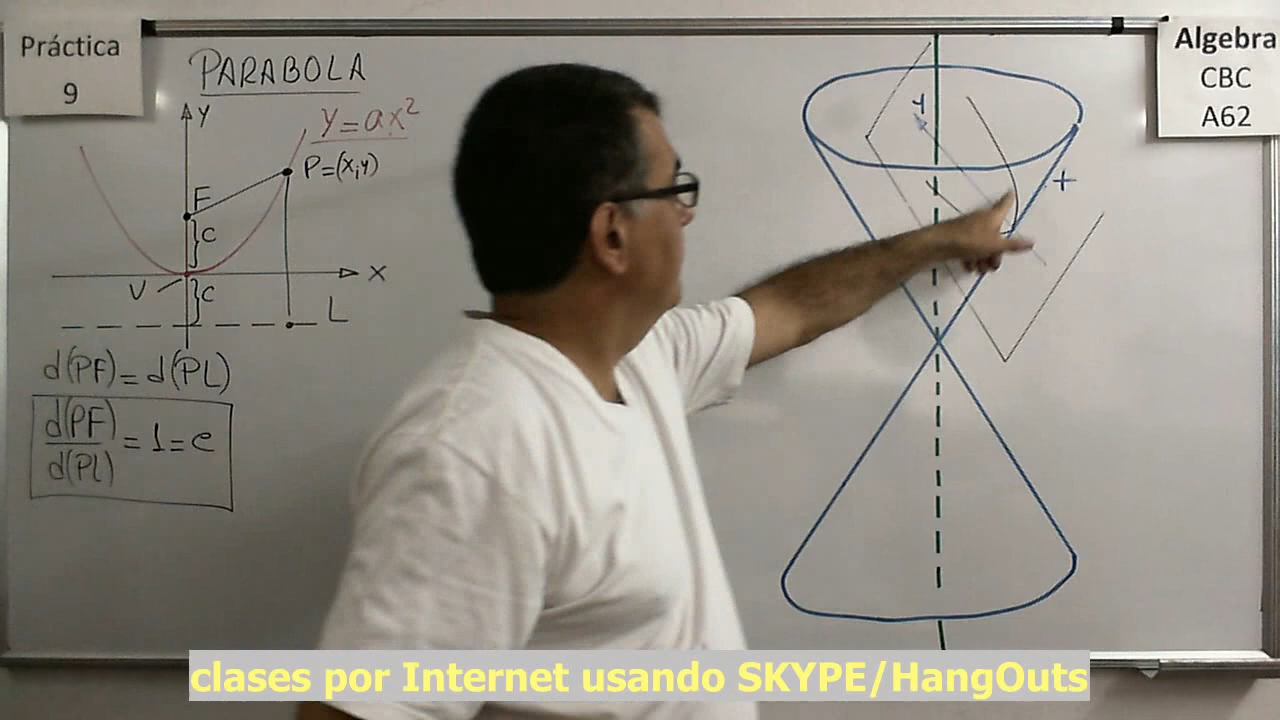 Práctica
9
PARABOLA
Y
y=ax²
P=(x,y)
F
C
X
V
C
L
d(PF)=d(PL)
d(PF)
d(PL)
=1=e
Algebra
CBC
A62
y
+
clases por Internet usando SKYPE/HangOuts